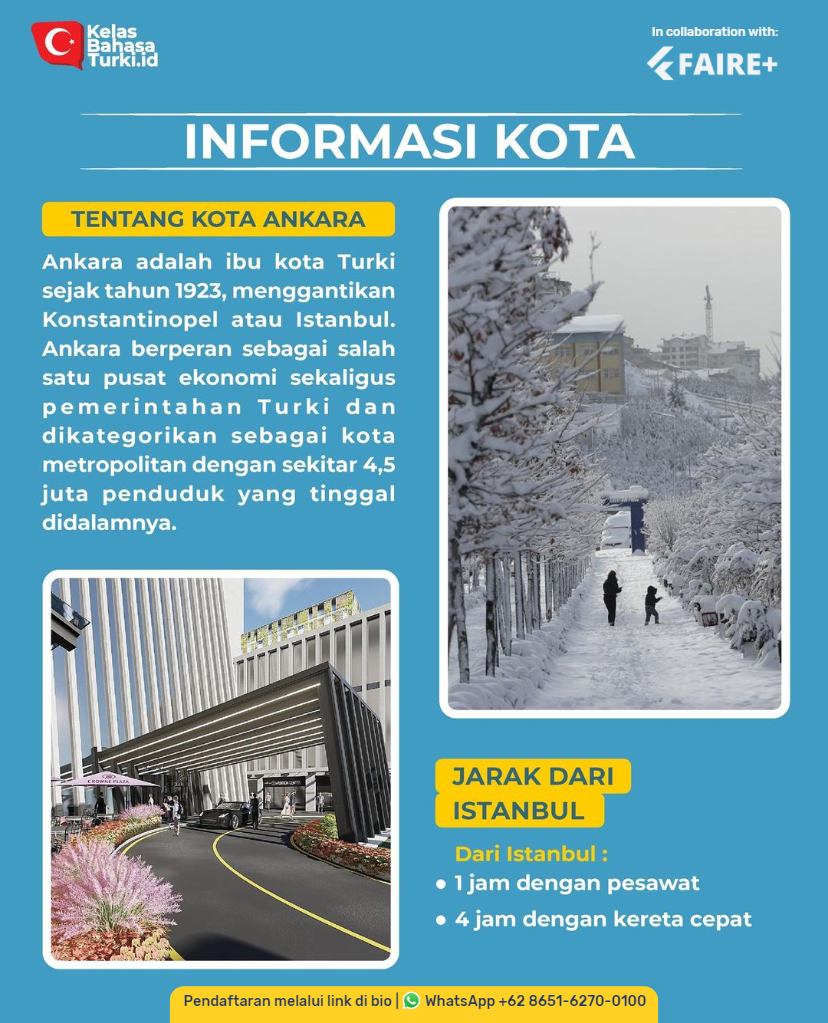 Kelas
Bahasa
Turki.id
In collaboration with:
FAIRE+
INFORMASI KOTA
TENTANG KOTA ANKARA
Ankara adalah ibu kota Turki
sejak tahun 1923, menggantikan
Konstantinopel atau Istanbul.
Ankara berperan sebagai salah
satu pusat ekonomi sekaligus
pemerintahan Turki dan
dikategorikan sebagai kota
metropolitan dengan sekitar 4,5
juta penduduk yang tinggal
didalamnya.
CROWNE PLAZA
JARAK DARI
ISTANBUL
Dari Istanbul :
• 1 jam dengan pesawat
• 4 jam dengan kereta cepat
Pendaftaran melalui link di bio | WhatsApp +62 8651-6270-0100